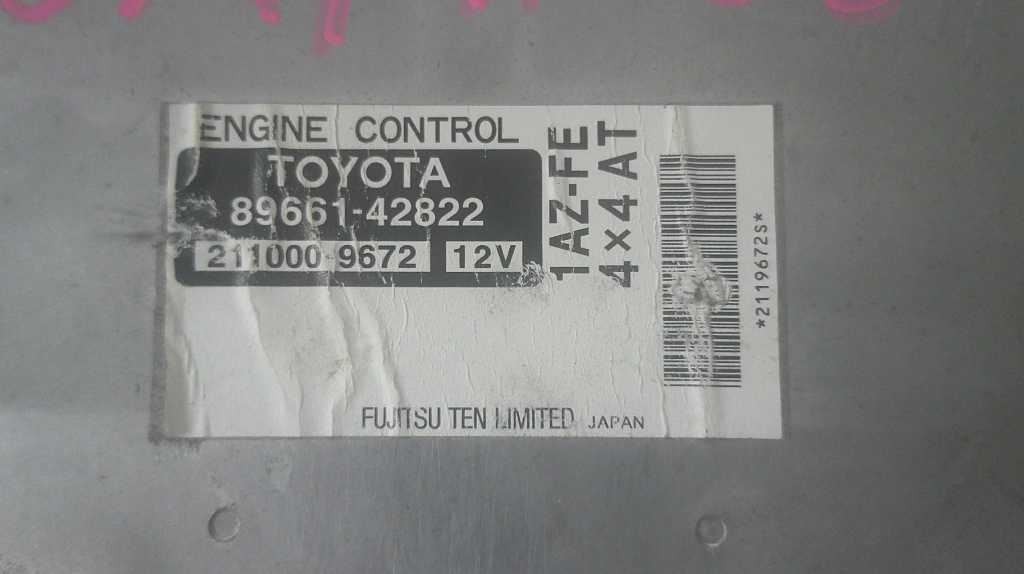 ENGINE CONTROL
TOYOTA
89661-42822
211000-9672 12V
1AZ-FE
4×4 AT
*2119672S*
FUJITSU TEN LIMITED JAPAN